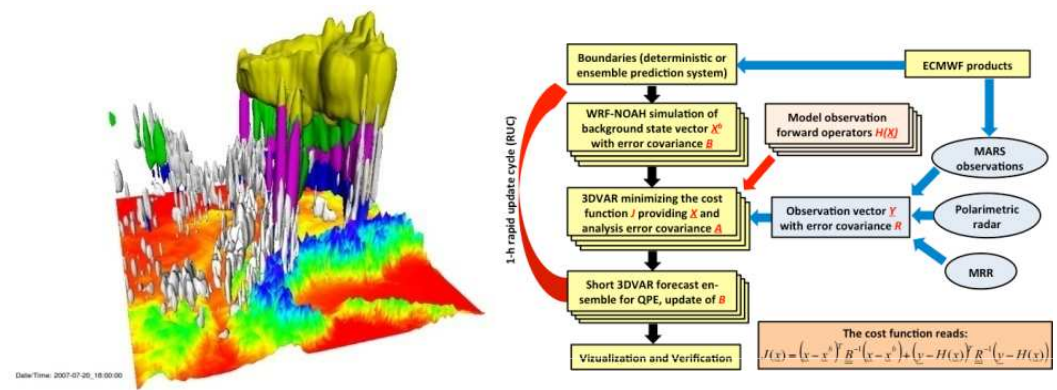 Date/Time: 2007-07-20_18:00:00
1-h rapid update cycle (RUC)
Boundaries (deterministic or
ensemble prediction system)
ECMWF products
WRF-NOAH simulation of
background state vector X^b
with error covariance B
Model observation
forward operators H(X)
MARS
observations
3DVAR minimizing the cost
function J providing X and
analysis error covariance A
Observation vector Y
with error covariance R
Polarimetric
radar
MRR
Short 3DVAR forecast en-
semble for QPE, update of B
Vizualization and Verification
The cost function reads:
J(x) = (x − x^b)^T B^−1 (x − x^b) + (y − H(x))^T R^−1 (y − H(x))